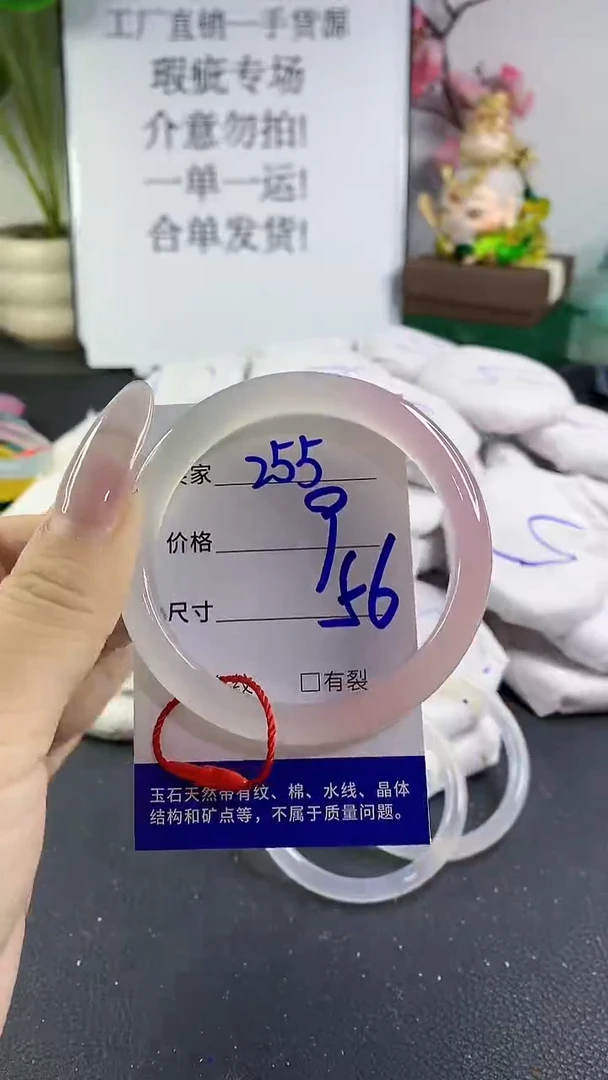 工厂直销一手货源
瑕疵专场
介意勿拍!
一单一运!
合单发货!
家 255
价格 9
尺寸 56
□有裂
玉石天然带有纹、棉、水线、晶体
结构和矿点等，不属于质量问题。